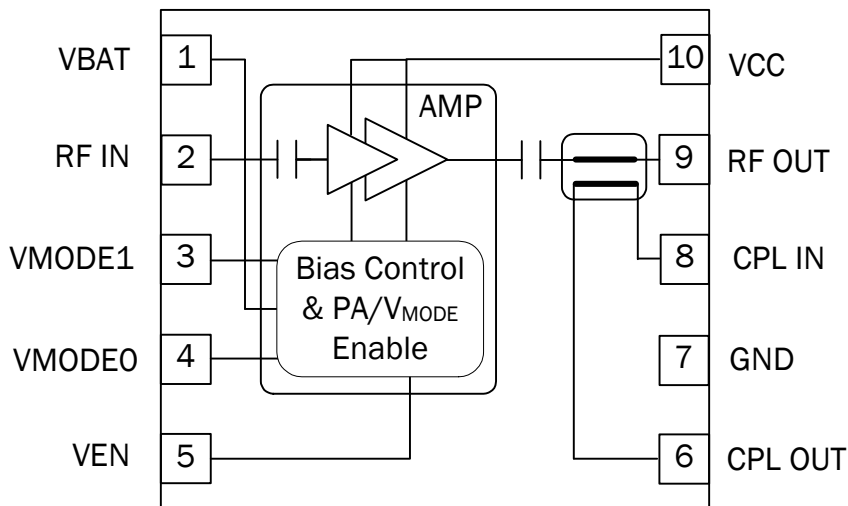 VBAT 1
10 VCC
AMP
RF IN 2
9 RF OUT
VMODE1 3
8 CPL IN
Bias Control
& PA/VMODE
Enable
VMODE0 4
7 GND
VEN 5
6 CPL OUT